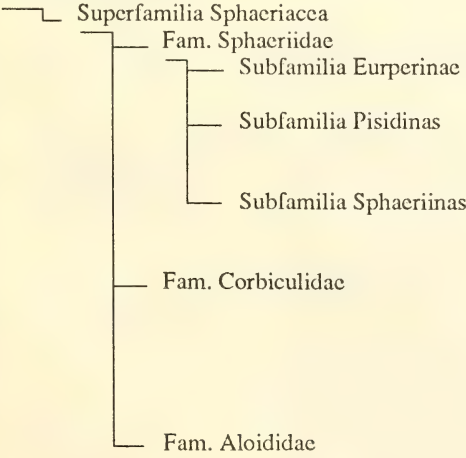 Superfamilia Sphaeriacea
Fam. Sphaeriidae
Subfamilia Eurperinae
Subfamilia Pisidinas
Subfamilia Sphaeriinas
Fam. Corbiculidae
Fam. Aloididae